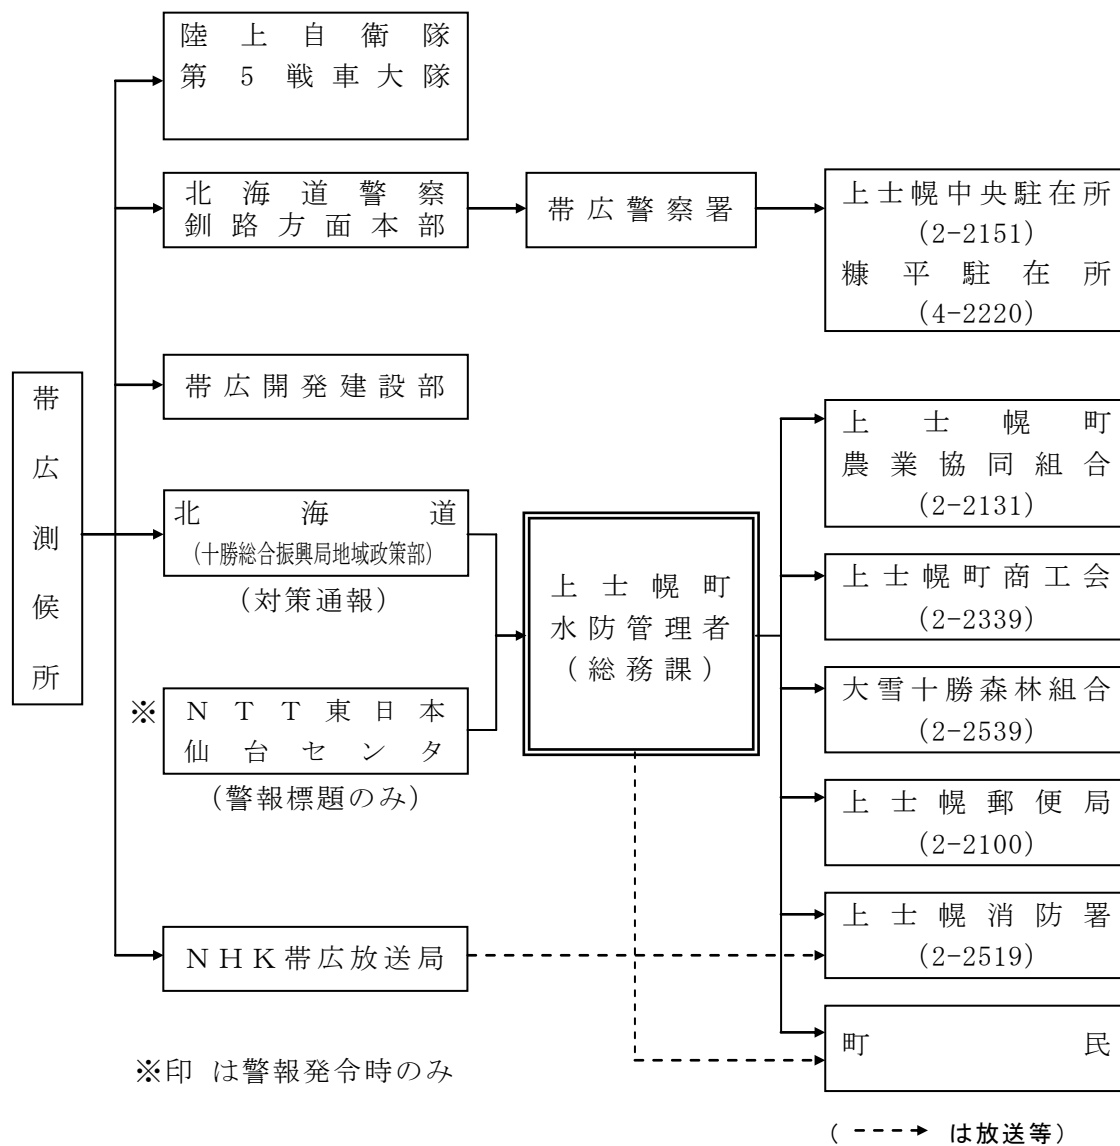 陸上自衛隊
第5戦車大隊
北海道警察
釧路方面本部
帯広警察署
上士幌中央駐在所
(2-2151)
糠平駐在所
(4-2220)
帯広測候所
帯広開発建設部
北海道
(十勝総合振興局地域政策部)
(対策通報)
※
NTT東日本
仙台センタ
(警報標題のみ)
NHK帯広放送局
上士幌町
水防管理者
(総務課)
上士幌町
農業協同組合
(2-2131)
上士幌町商工会
(2-2339)
大雪十勝森林組合
(2-2539)
上士幌郵便局
(2-2100)
上士幌消防署
(2-2519)
町民
※印 は警報発令時のみ
( ----→ は放送等)